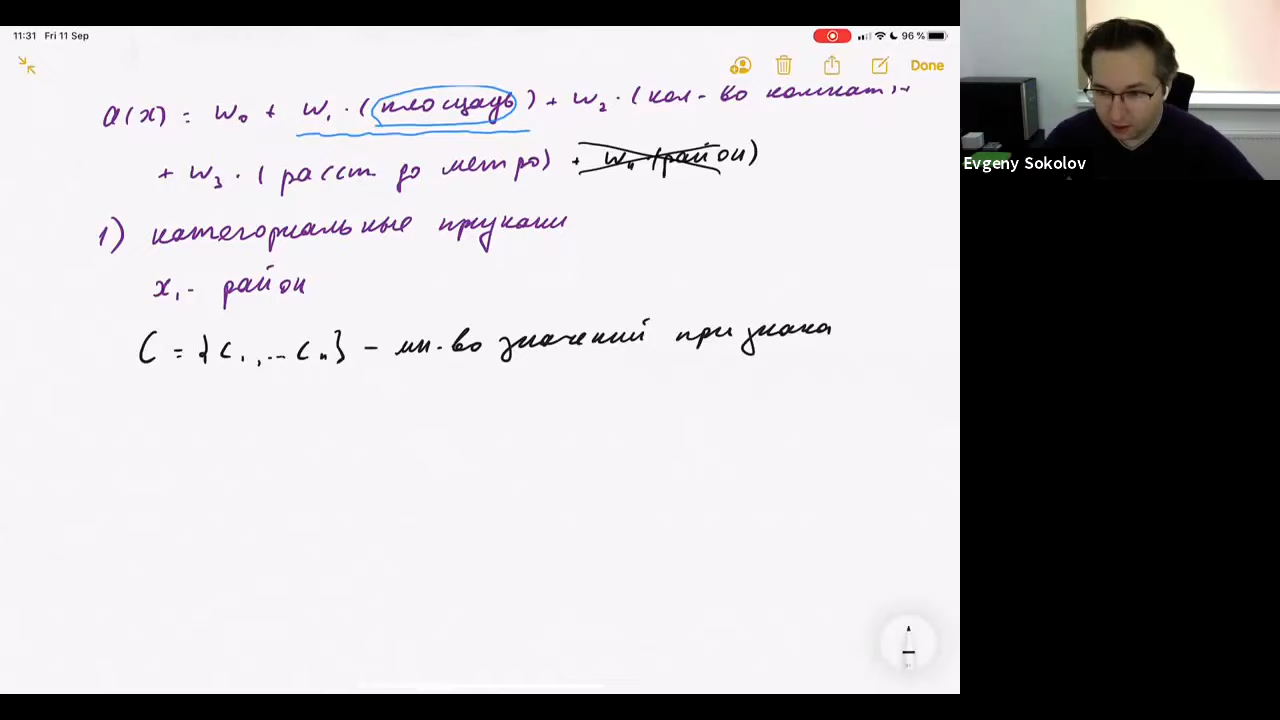 11:31 Fri 11 Sep 96 %
Done
a(x) = w₀ + w₁ · (площадь) + w₂ · (кол-во комнат) +
+ w₃ · (расст до метро) + w₄ (район)
1) категориальные признаки
x₁ - район
C = {c₁, ... cₙ} - мн-во значений признака
Evgeny Sokolov